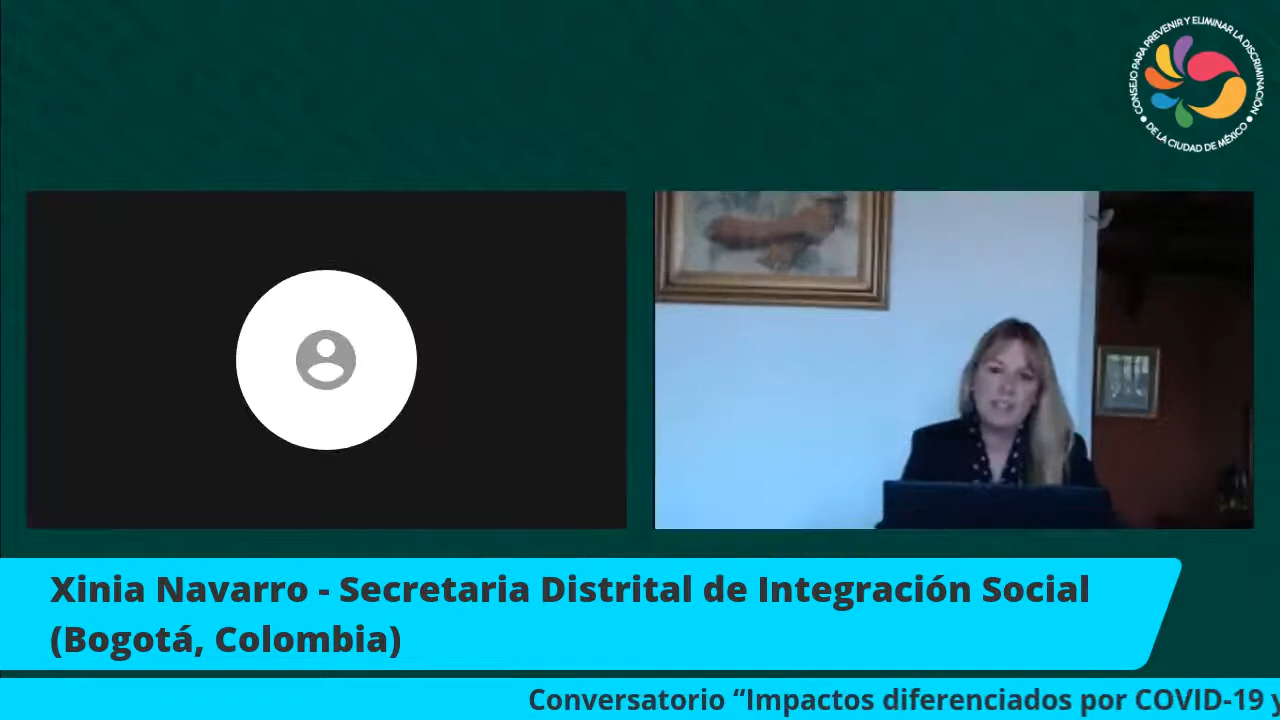 CONSEJO PARA PREVENIR Y ELIMINAR LA DISCRIMINACIÓN
DE LA CIUDAD DE MÉXICO
Xinia Navarro - Secretaria Distrital de Integración Social
(Bogotá, Colombia)
Conversatorio “Impactos diferenciados por COVID-19 y